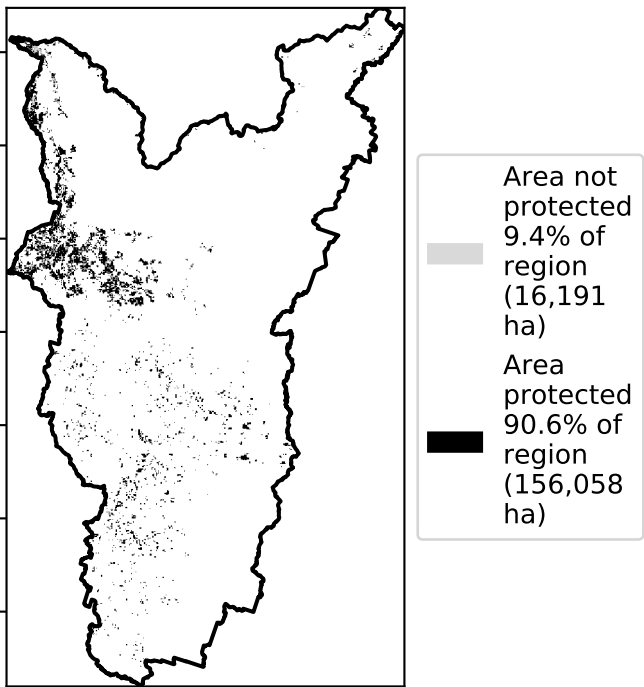 Area not
protected
9.4% of
region
(16,191
ha)
Area
protected
90.6% of
region
(156,058
ha)